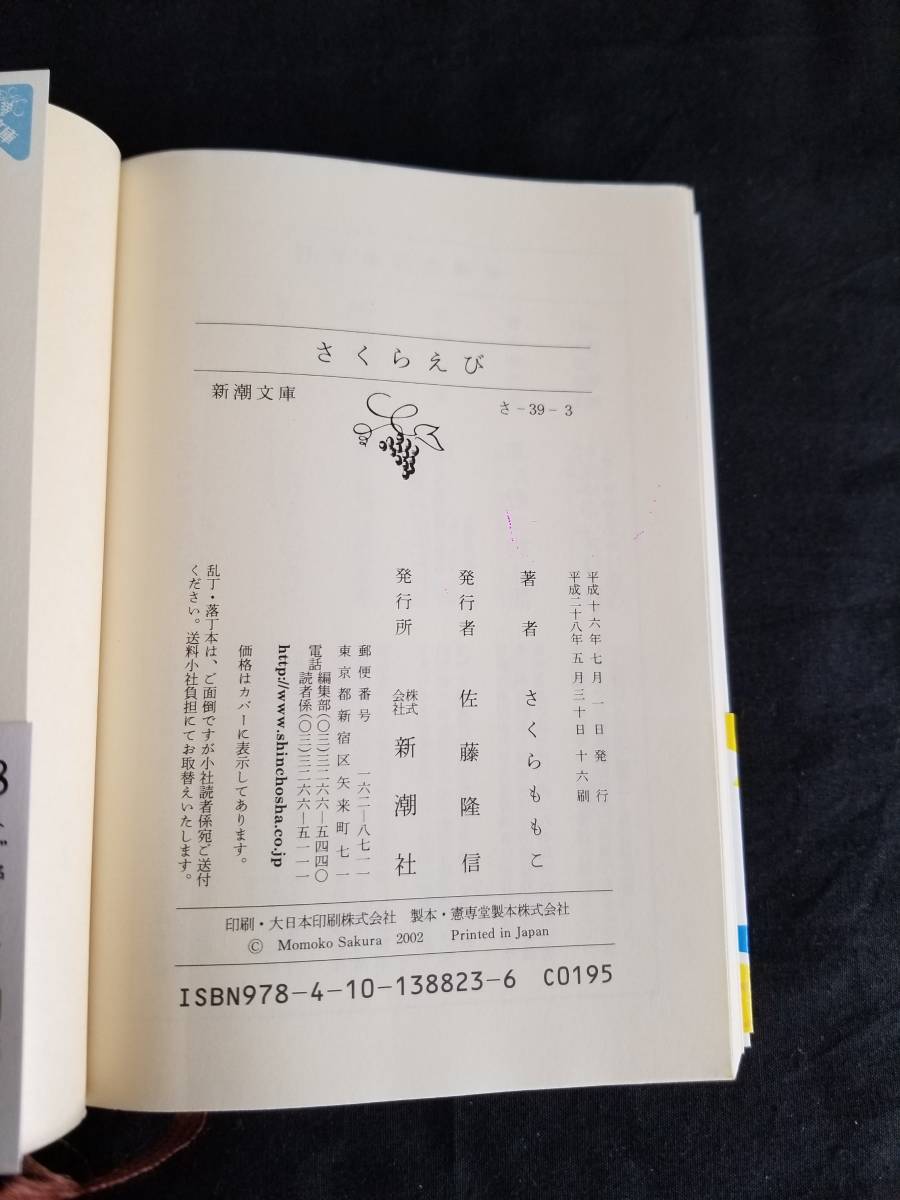 さくらえび
新潮文庫
さ-39-3
平成十六年七月一日発行
平成二十八年五月三十日十六刷
著者 さくらももこ
発行者 佐藤隆信
発行所 株式会社 新潮社
郵便番号 一六二―八七一一
東京都新宿区矢来町七一
電話 編集部(〇三)三二六六―五四四〇
読者係(〇三)三二六六―五一一一
http://www.shinchosha.co.jp
価格はカバーに表示してあります。
乱丁・落丁本は、ご面倒ですが小社読者係宛ご送付
ください。送料小社負担にてお取替えいたします。
印刷・大日本印刷株式会社 製本・憲専堂製本株式会社
© Momoko Sakura 2002 Printed in Japan
ISBN978-4-10-138823-6 C0195